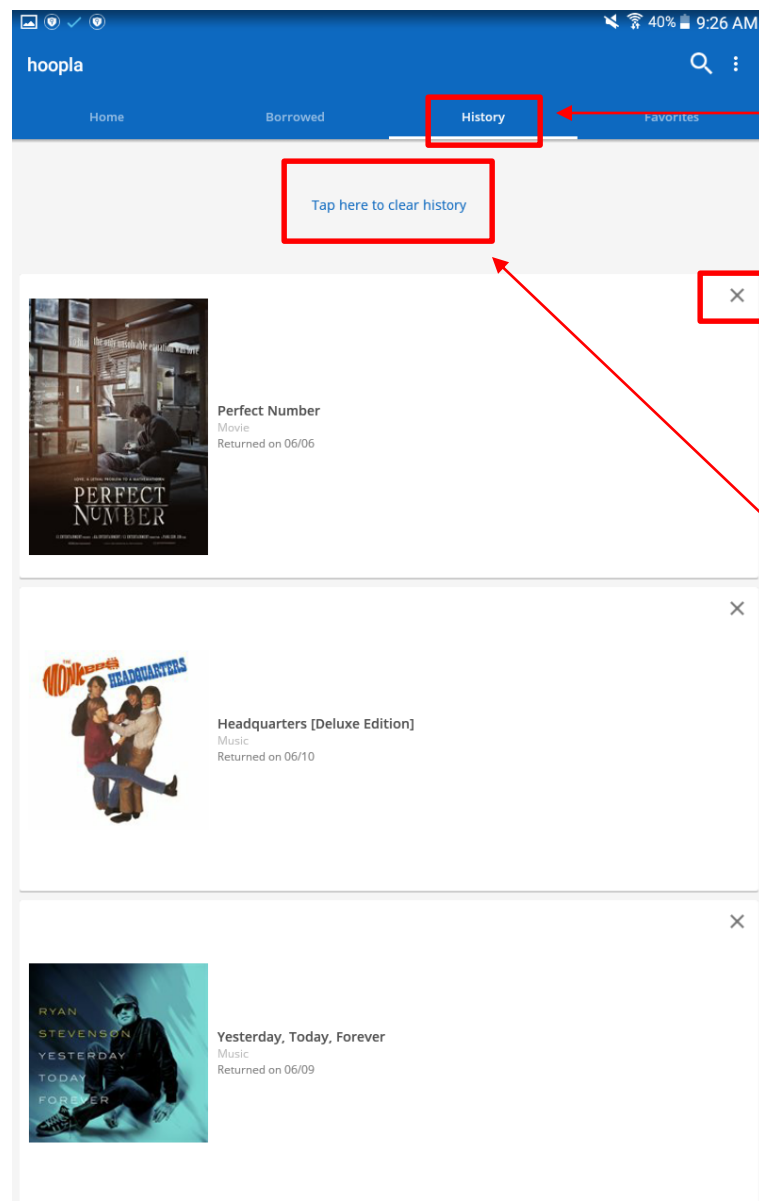 40% 9:26 AM
hoopla
Home Borrowed History Favorites
Tap here to clear history
the only unsolvable equation was love
PERFECT
NUMBER
Perfect Number
Movie
Returned on 06/06
THE
MONKEES
HEADQUARTERS
Headquarters [Deluxe Edition]
Music
Returned on 06/10
RYAN
STEVENSON
YESTERDAY
TODAY
FOREVER
Yesterday, Today, Forever
Music
Returned on 06/09